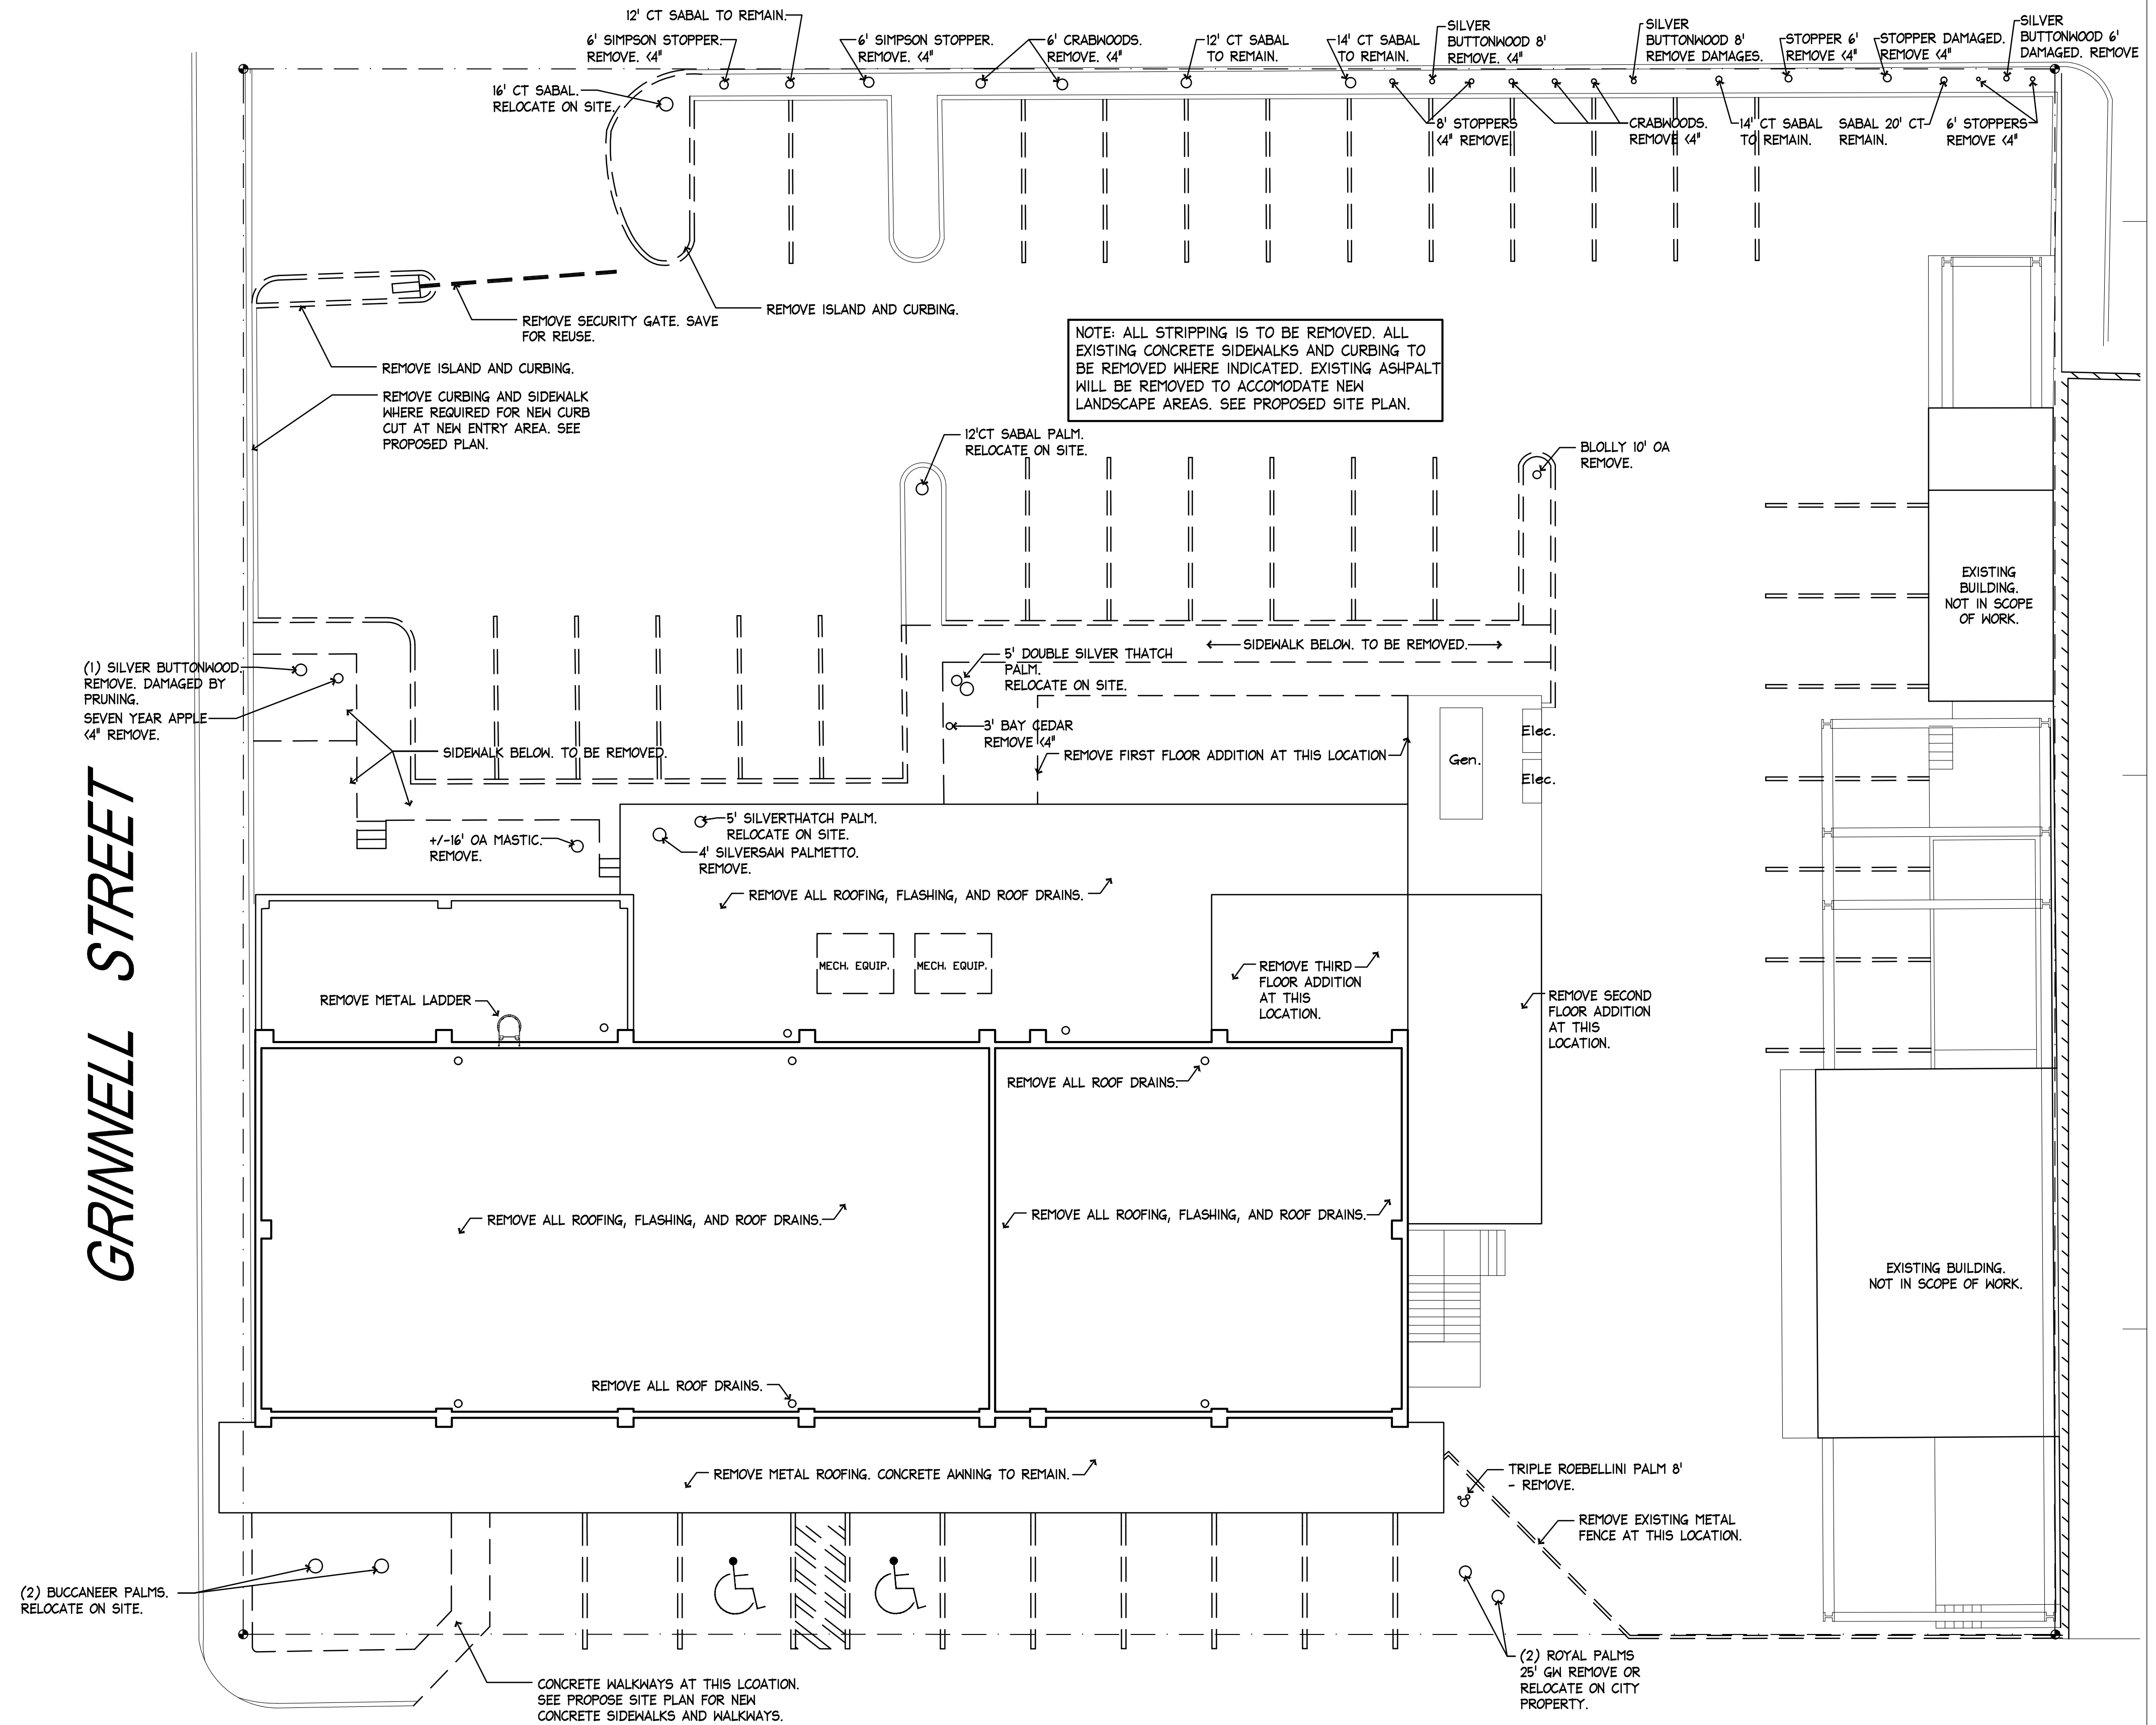 12' CT SABAL TO REMAIN.
6' SIMPSON STOPPER.
REMOVE. <4"
6' SIMPSON STOPPER.
REMOVE. <4"
6' CRABWOODS.
REMOVE. <4"
12' CT SABAL
TO REMAIN.
14' CT SABAL
TO REMAIN.
SILVER
BUTTONWOOD 8'
REMOVE. <4"
SILVER
BUTTONWOOD 8'
REMOVE DAMAGES.
STOPPER 6'
REMOVE <4"
STOPPER DAMAGED.
REMOVE <4"
SILVER
BUTTONWOOD 6'
DAMAGED. REMOVE
16' CT SABAL.
RELOCATE ON SITE.
8' STOPPERS
<4" REMOVE
CRABWOODS.
REMOVE <4"
14' CT SABAL
TO REMAIN.
SABAL 20' CT
REMAIN.
6' STOPPERS
REMOVE <4"
REMOVE ISLAND AND CURBING.
REMOVE SECURITY GATE. SAVE
FOR REUSE.
REMOVE ISLAND AND CURBING.
REMOVE CURBING AND SIDEWALK
WHERE REQUIRED FOR NEW CURB
CUT AT NEW ENTRY AREA. SEE
PROPOSED PLAN.
NOTE: ALL STRIPPING IS TO BE REMOVED. ALL
EXISTING CONCRETE SIDEWALKS AND CURBING TO
BE REMOVED WHERE INDICATED. EXISTING ASHPALT
WILL BE REMOVED TO ACCOMODATE NEW
LANDSCAPE AREAS. SEE PROPOSED SITE PLAN.
12'CT SABAL PALM.
RELOCATE ON SITE.
BLOLLY 10' OA
REMOVE.
EXISTING
BUILDING.
NOT IN SCOPE
OF WORK.
(1) SILVER BUTTONWOOD.
REMOVE. DAMAGED BY
PRUNING.
SEVEN YEAR APPLE
<4" REMOVE.
SIDEWALK BELOW. TO BE REMOVED.
5' DOUBLE SILVER THATCH
PALM.
RELOCATE ON SITE.
SIDEWALK BELOW. TO BE REMOVED.
3' BAY CEDAR
REMOVE <4"
REMOVE FIRST FLOOR ADDITION AT THIS LOCATION
Gen.
Elec.
Elec.
+/-16' OA MASTIC.
REMOVE.
5' SILVERTHATCH PALM.
RELOCATE ON SITE.
4' SILVERSAW PALMETTO.
REMOVE.
REMOVE ALL ROOFING, FLASHING, AND ROOF DRAINS.
MECH. EQUIP.
MECH. EQUIP.
REMOVE THIRD
FLOOR ADDITION
AT THIS
LOCATION.
REMOVE SECOND
FLOOR ADDITION
AT THIS
LOCATION.
REMOVE METAL LADDER
GRINNELL STREET
REMOVE ALL ROOF DRAINS.
REMOVE ALL ROOFING, FLASHING, AND ROOF DRAINS.
REMOVE ALL ROOFING, FLASHING, AND ROOF DRAINS.
EXISTING BUILDING.
NOT IN SCOPE OF WORK.
REMOVE ALL ROOF DRAINS.
REMOVE METAL ROOFING. CONCRETE AWNING TO REMAIN.
TRIPLE ROEBELLINI PALM 8'
- REMOVE.
REMOVE EXISTING METAL
FENCE AT THIS LOCATION.
(2) BUCCANEER PALMS.
RELOCATE ON SITE.
CONCRETE WALKWAYS AT THIS LCOATION.
SEE PROPOSE SITE PLAN FOR NEW
CONCRETE SIDEWALKS AND WALKWAYS.
(2) ROYAL PALMS
25' GW REMOVE OR
RELOCATE ON CITY
PROPERTY.